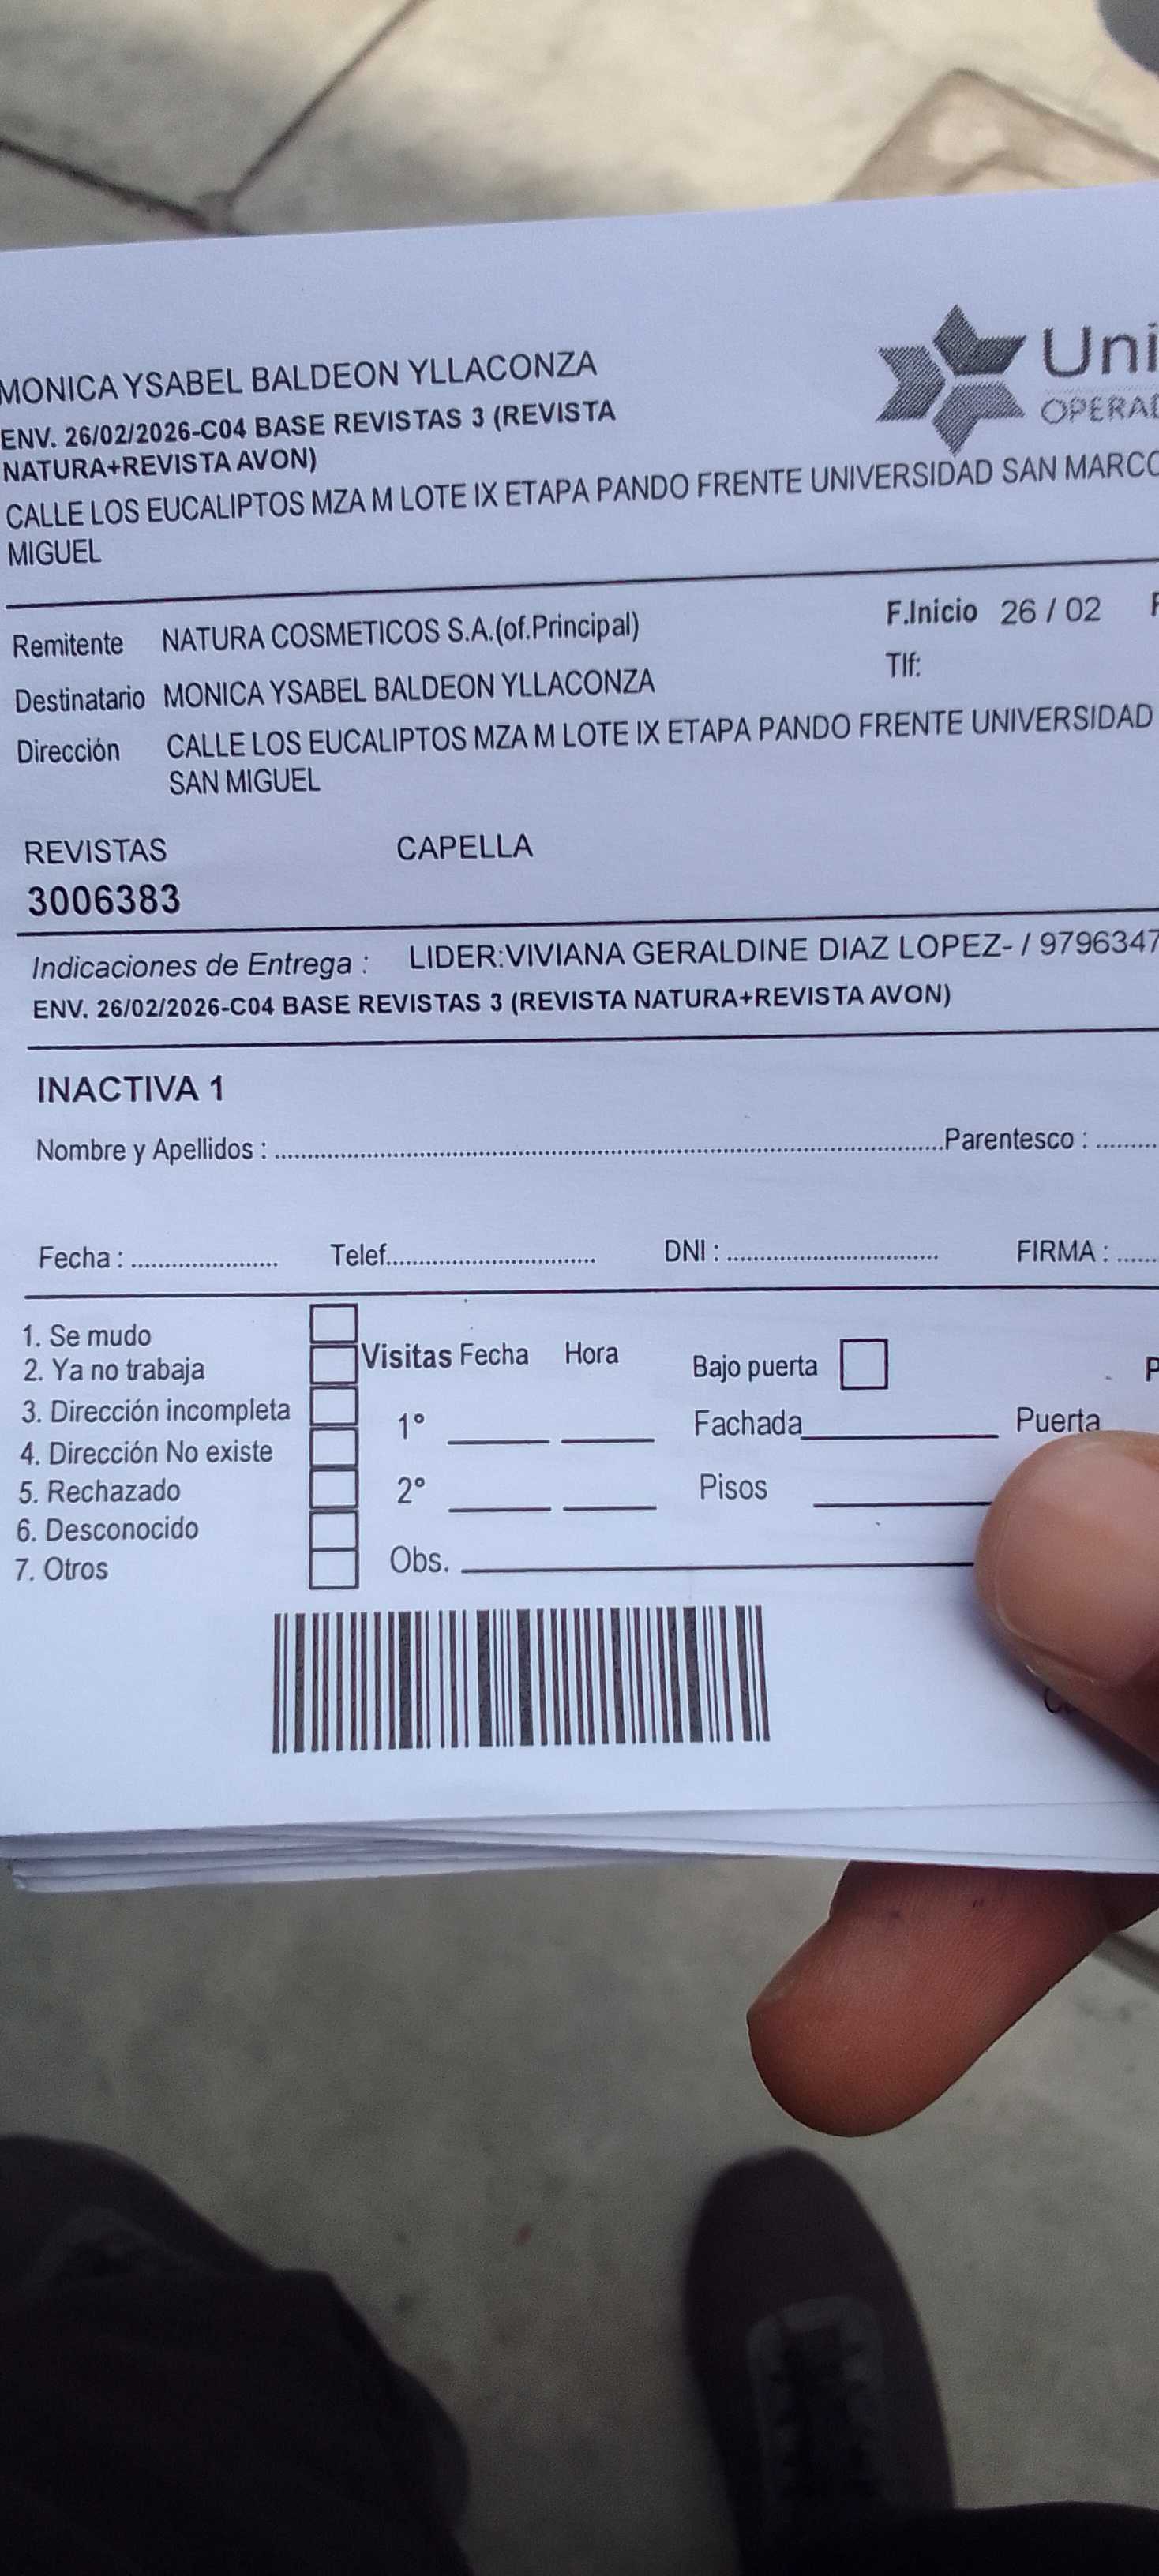 MONICA YSABEL BALDEON YLLACONZA
Uni
ENV. 26/02/2026-C04 BASE REVISTAS 3 (REVISTA
NATURA+REVISTA AVON)
CALLE LOS EUCALIPTOS MZA M LOTE IX ETAPA PANDO FRENTE UNIVERSIDAD SAN MARCO
MIGUEL
Remitente NATURA COSMETICOS S.A.(of.Principal)
F.Inicio 26 / 02
Tlf:
Destinatario MONICA YSABEL BALDEON YLLACONZA
Dirección CALLE LOS EUCALIPTOS MZA M LOTE IX ETAPA PANDO FRENTE UNIVERSIDAD
SAN MIGUEL
REVISTAS CAPELLA
3006383
Indicaciones de Entrega : LIDER:VIVIANA GERALDINE DIAZ LOPEZ- / 9796347
ENV. 26/02/2026-C04 BASE REVISTAS 3 (REVISTA NATURA+REVISTA AVON)
INACTIVA 1
Nombre y Apellidos : Parentesco :
Fecha : Telef. DNI : FIRMA :
1. Se mudo
2. Ya no trabaja
3. Dirección incompleta
4. Dirección No existe
5. Rechazado
6. Desconocido
7. Otros
Visitas Fecha Hora
1°
2°
Obs.
Bajo puerta
Fachada Puerta
Pisos